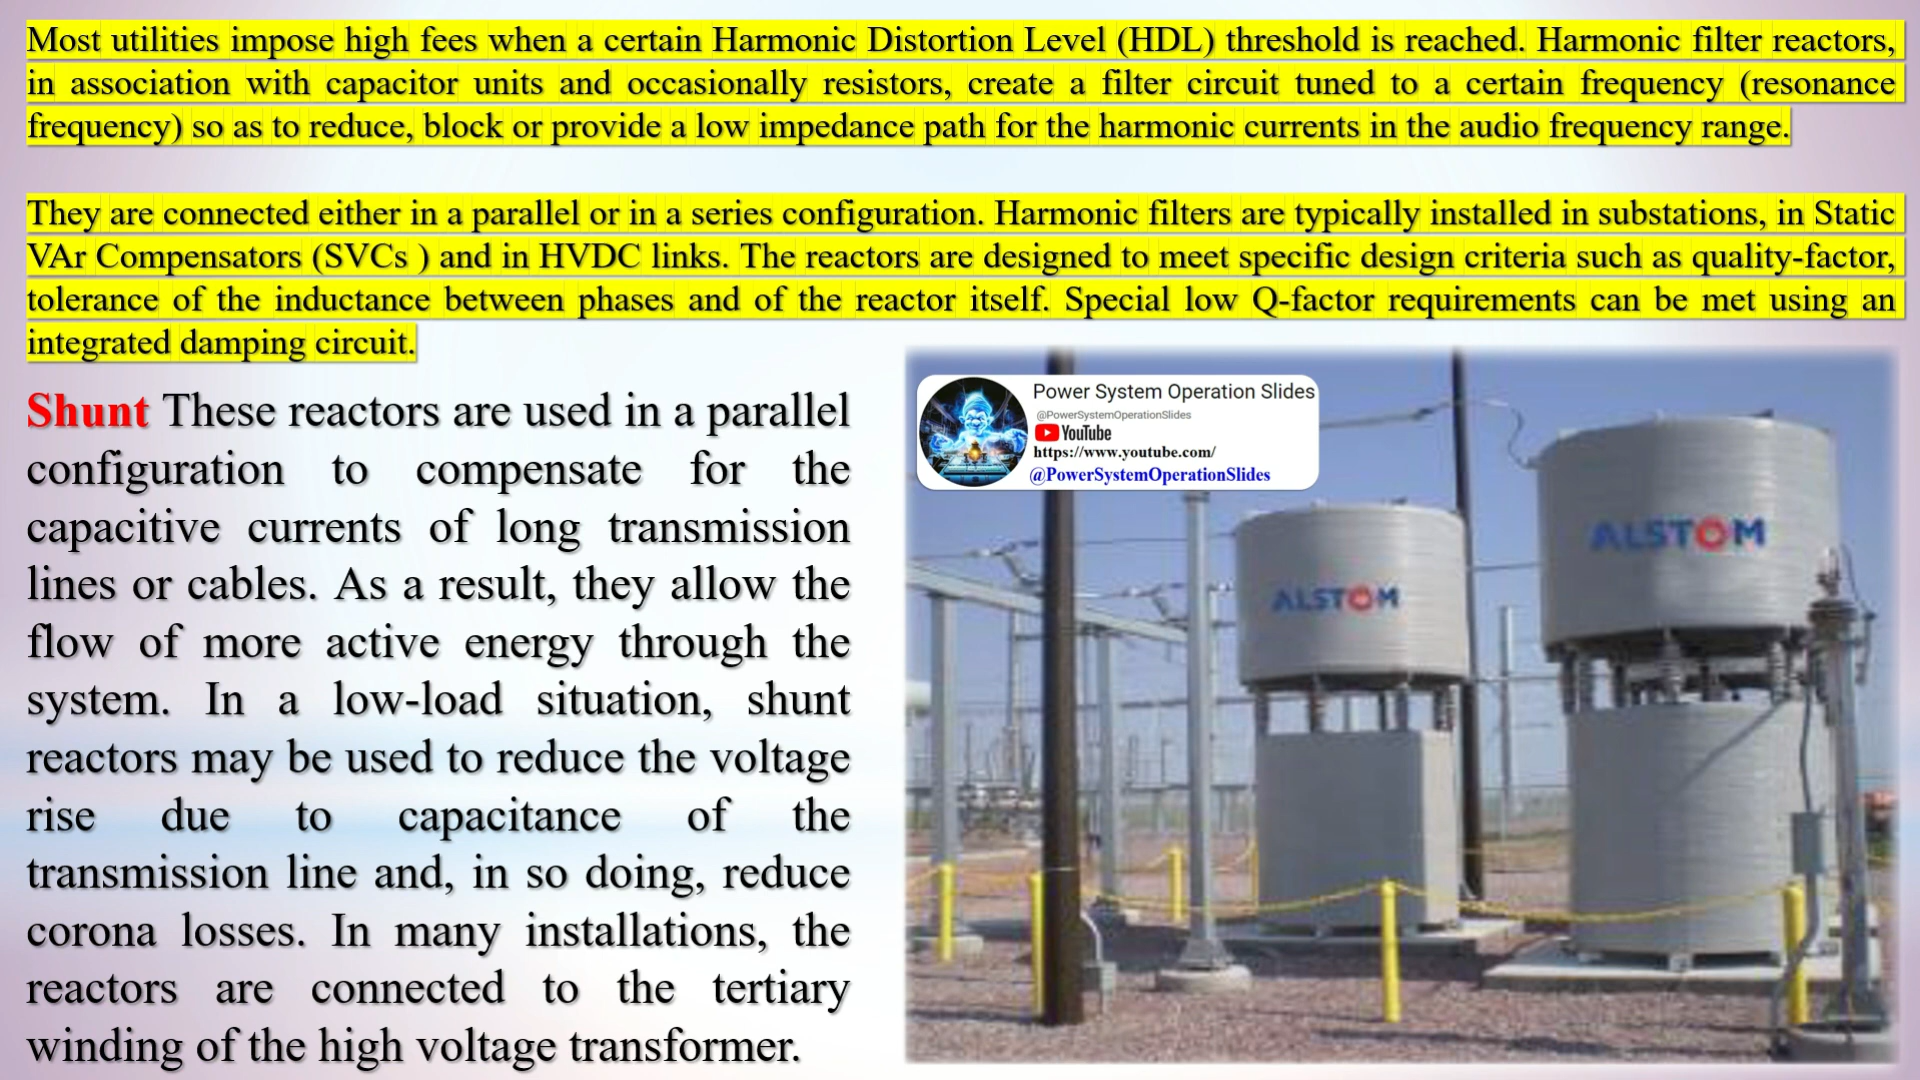 Most utilities impose high fees when a certain Harmonic Distortion Level (HDL) threshold is reached. Harmonic filter reactors,
in association with capacitor units and occasionally resistors, create a filter circuit tuned to a certain frequency (resonance
frequency) so as to reduce, block or provide a low impedance path for the harmonic currents in the audio frequency range.
They are connected either in a parallel or in a series configuration. Harmonic filters are typically installed in substations, in Static
VAr Compensators (SVCs ) and in HVDC links. The reactors are designed to meet specific design criteria such as quality-factor,
tolerance of the inductance between phases and of the reactor itself. Special low Q-factor requirements can be met using an
integrated damping circuit.
Shunt These reactors are used in a parallel
configuration to compensate for the
capacitive currents of long transmission
lines or cables. As a result, they allow the
flow of more active energy through the
system. In a low-load situation, shunt
reactors may be used to reduce the voltage
rise due to capacitance of the
transmission line and, in so doing, reduce
corona losses. In many installations, the
reactors are connected to the tertiary
winding of the high voltage transformer.
Power System Operation Slides
@PowerSystemOperationSlides
YouTube
https://www.youtube.com/
@PowerSystemOperationSlides
ALSTOM
ALSTOM